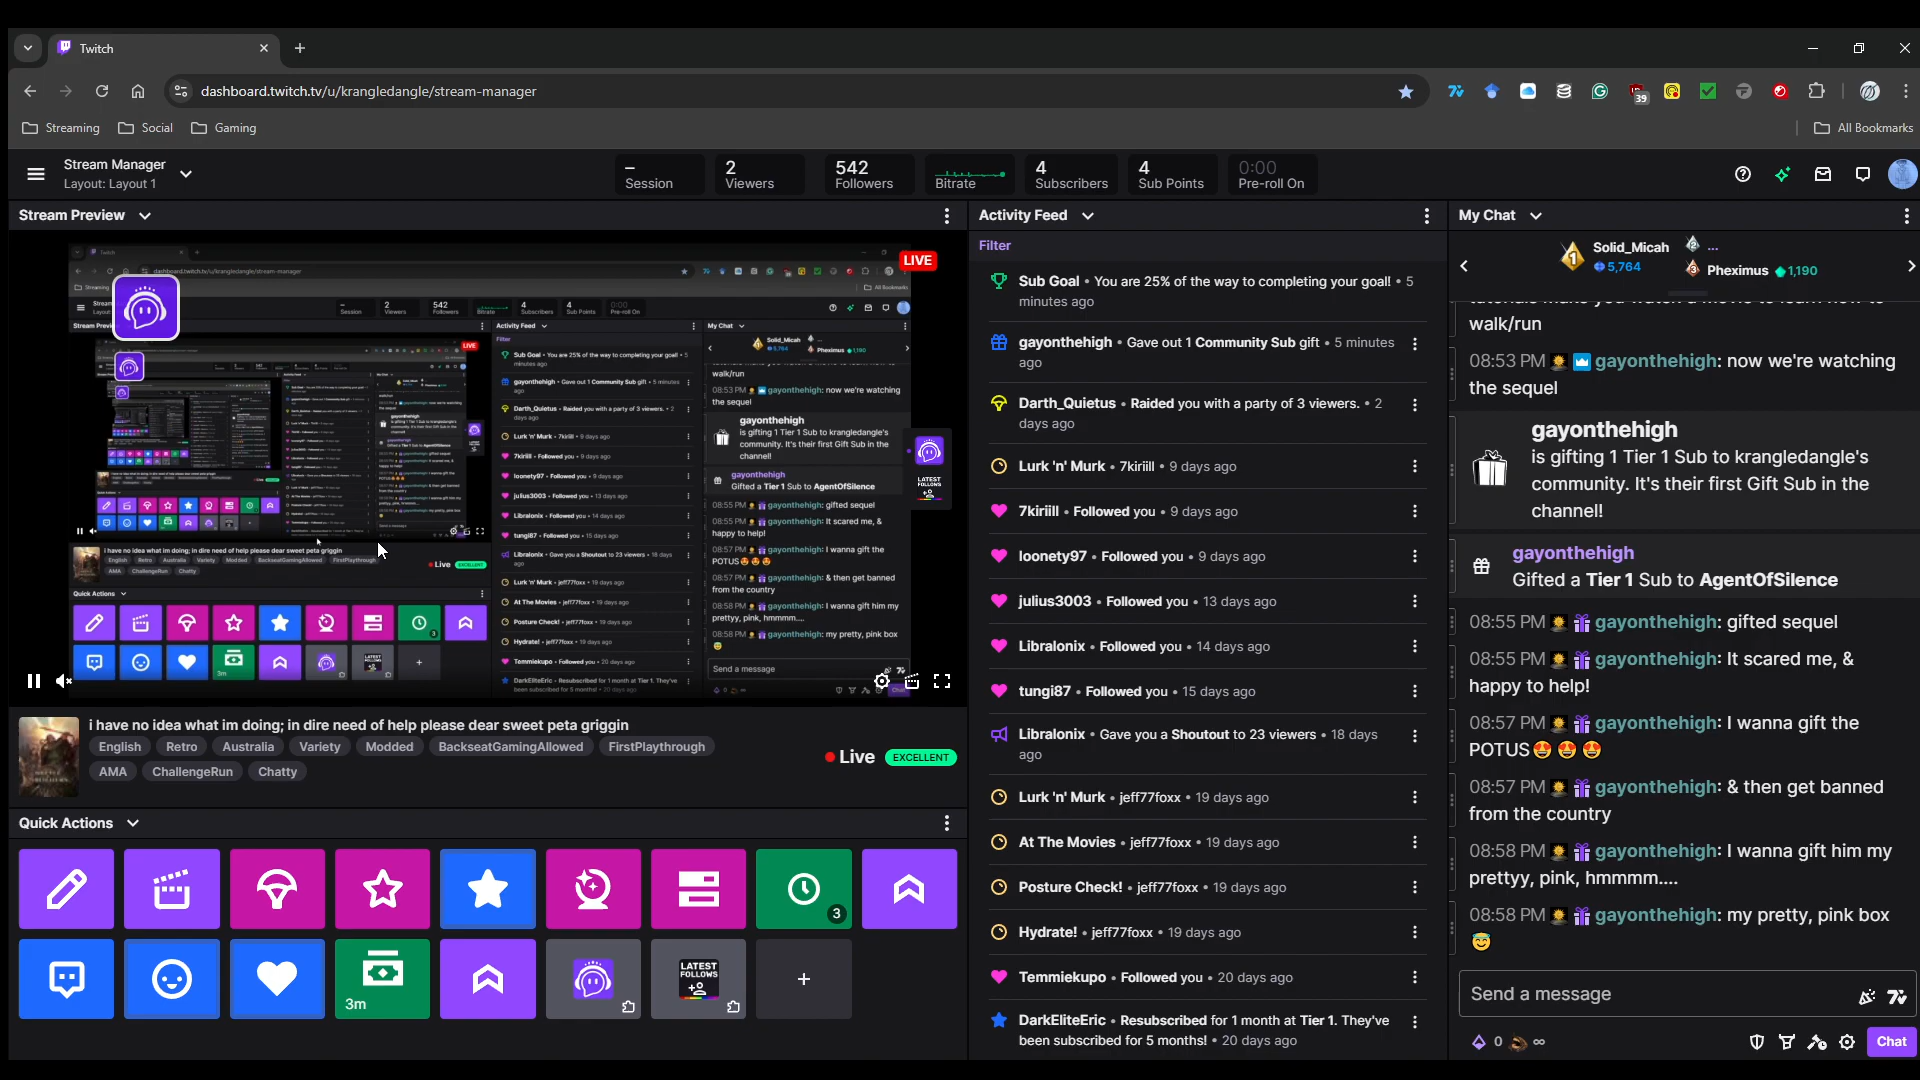 Twitch
dashboard.twitch.tv/u/krangledangle/stream-manager
39
Streaming
Social
Gaming
All Bookmarks
Stream Manager
Layout: Layout 1
–
Session
2
Viewers
542
Followers
Bitrate
4
Subscribers
4
Sub Points
0:00
Pre-roll On
Stream Preview
LIVE
LATEST
FOLLOWS
i have no idea what im doing; in dire need of help please dear sweet peta griggin
English
Retro
Australia
Variety
Modded
BackseatGamingAllowed
FirstPlaythrough
AMA
ChallengeRun
Chatty
Live
EXCELLENT
Quick Actions
3
3m
LATEST
FOLLOWS
Activity Feed
Filter
Sub Goal • You are 25% of the way to completing your goal! • 5
minutes ago
gayonthehigh • Gave out 1 Community Sub gift • 5 minutes
ago
Darth_Quietus • Raided you with a party of 3 viewers. • 2
days ago
Lurk 'n' Murk • 7kiriill • 9 days ago
7kiriill • Followed you • 9 days ago
loonety97 • Followed you • 9 days ago
julius3003 • Followed you • 13 days ago
Libralonix • Followed you • 14 days ago
tungi87 • Followed you • 15 days ago
Libralonix • Gave you a Shoutout to 23 viewers • 18 days
ago
Lurk 'n' Murk • jeff77foxx • 19 days ago
At The Movies • jeff77foxx • 19 days ago
Posture Check! • jeff77foxx • 19 days ago
Hydrate! • jeff77foxx • 19 days ago
Temmiekupo • Followed you • 20 days ago
DarkEliteEric • Resubscribed for 1 month at Tier 1. They've
been subscribed for 5 months! • 20 days ago
My Chat
1
Solid_Micah
5,764
2
...
3
Pheximus
1,190
walk/run
08:53 PM gayonthehigh: now we're watching
the sequel
gayonthehigh
is gifting 1 Tier 1 Sub to krangledangle's
community. It's their first Gift Sub in the
channel!
gayonthehigh
Gifted a Tier 1 Sub to AgentOfSilence
08:55 PM gayonthehigh: gifted sequel
08:55 PM gayonthehigh: It scared me, &
happy to help!
08:57 PM gayonthehigh: I wanna gift the
POTUS😍 😍 😍
08:57 PM gayonthehigh: & then get banned
from the country
08:58 PM gayonthehigh: I wanna gift him my
prettyy, pink, hmmmm....
08:58 PM gayonthehigh: my pretty, pink box
😇
Send a message
0
∞
Chat